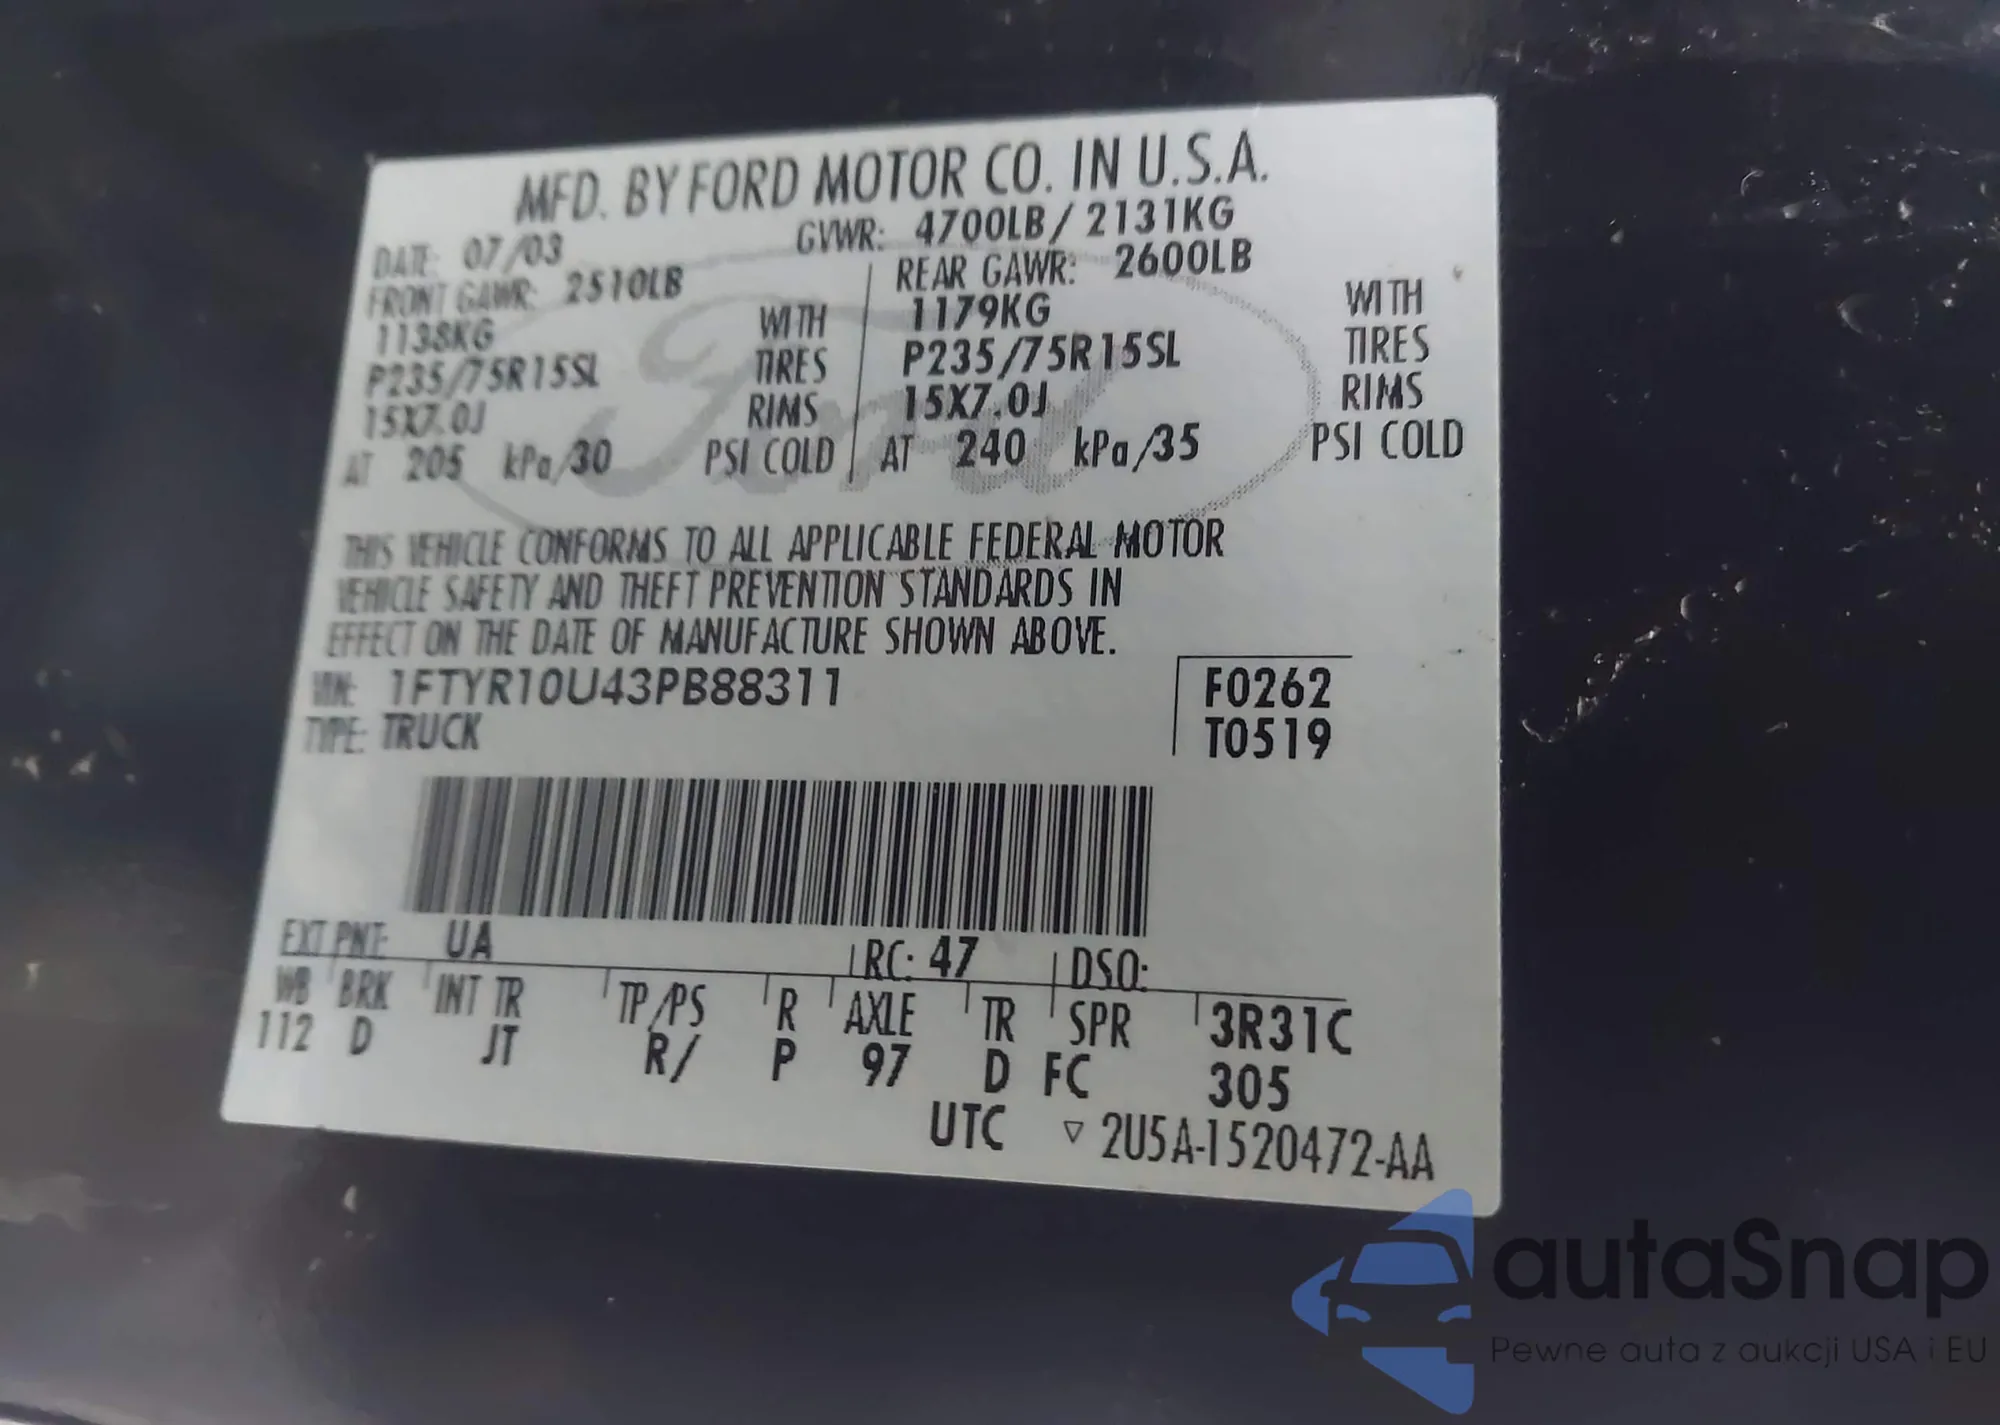 MFD. BY FORD MOTOR CO. IN U.S.A.
DATE: 07/03 GVWR: 4700LB / 2131KG
FRONT GAWR: 2510LB REAR GAWR: 2600LB
1138KG WITH 1179KG WITH
P235/75R15SL TIRES P235/75R15SL TIRES
15X7.0J RIMS 15X7.0J RIMS
AT 205 kPa/30 PSI COLD AT 240 kPa/35 PSI COLD
Ford
THIS VEHICLE CONFORMS TO ALL APPLICABLE FEDERAL MOTOR
VEHICLE SAFETY AND THEFT PREVENTION STANDARDS IN
EFFECT ON THE DATE OF MANUFACTURE SHOWN ABOVE.
VIN: 1FTYR10U43PB88311 F0262
TYPE: TRUCK T0519
EXT PNT: UA RC: 47 DSO:
WB BRK INT TR TP/PS R AXLE TR SPR 3R31C
112 D JT R/ P 97 D FC 305
UTC ▽ 2U5A-1520472-AA
autaSnap
Pewne auta z aukcji USA i EU